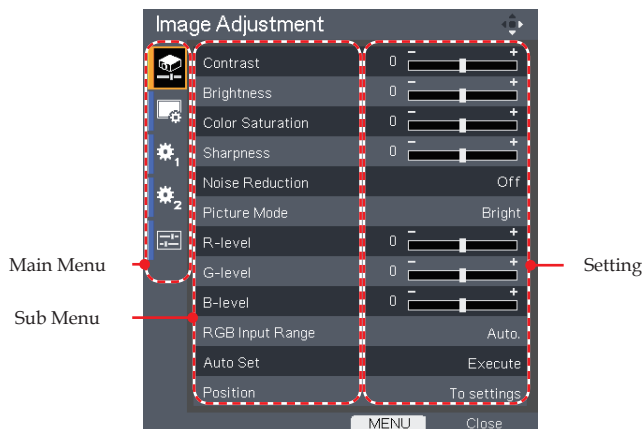 Image Adjustment
Contrast 0 - +
Brightness 0 - +
Color Saturation 0 - +
Sharpness 0 - +
Noise Reduction Off
Picture Mode Bright
R-level 0 - +
G-level 0 - +
B-level 0 - +
RGB Input Range Auto.
Auto Set Execute
Position To settings
MENU Close
1
2
Main Menu
Sub Menu
Setting